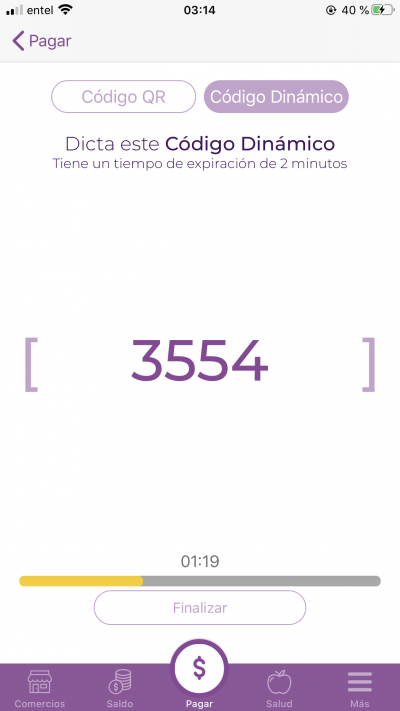 entel 03:14 40 %
Pagar
Código QR Código Dinámico
Dicta este Código Dinámico
Tiene un tiempo de expiración de 2 minutos
[ 3554 ]
01:19
Finalizar
$
Comercios Saldo Pagar Salud Más